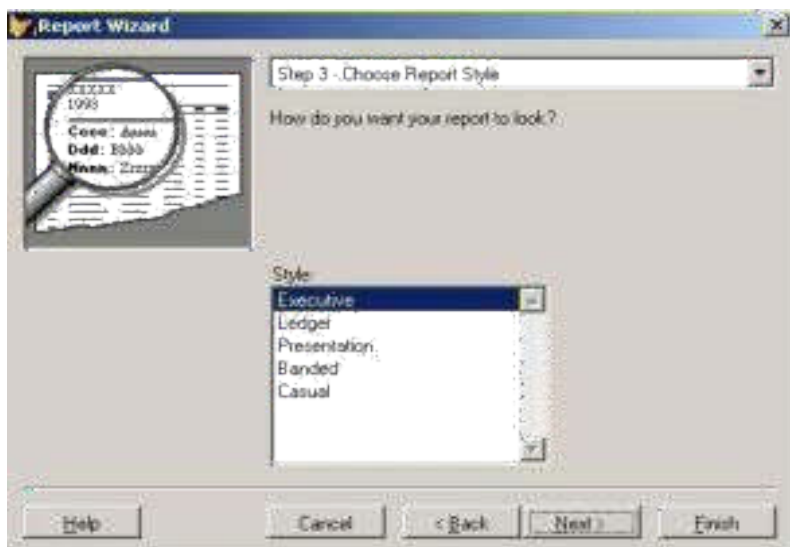 Report Wizard
Step 3 - Choose Report Style
How do you want your report to look?
1993
Style:
Executive
Ledger
Presentation
Banded
Casual
Help
Cancel
< Back
Next >
Finish